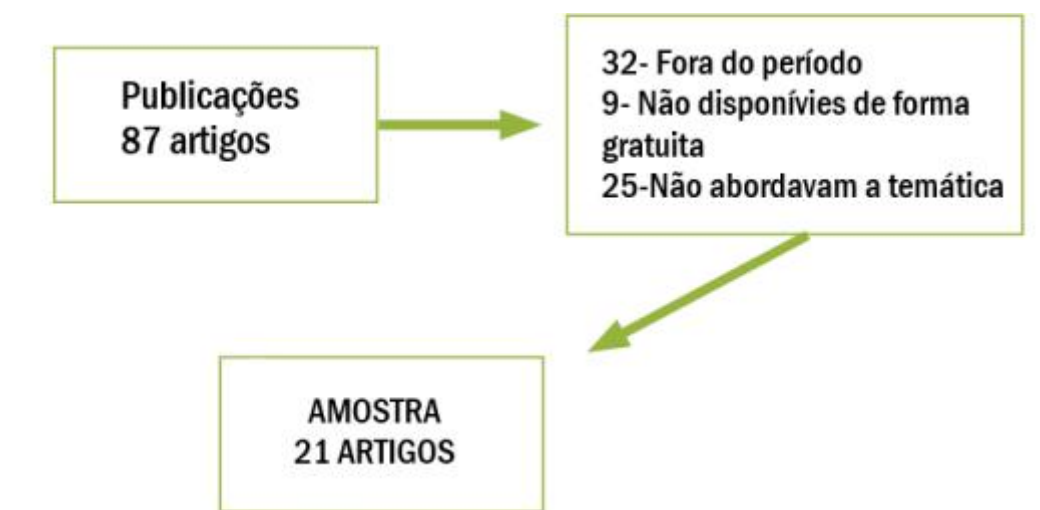 Publicações
87 artigos
32- Fora do período
9- Não disponívies de forma
gratuita
25-Não abordavam a temática
AMOSTRA
21 ARTIGOS